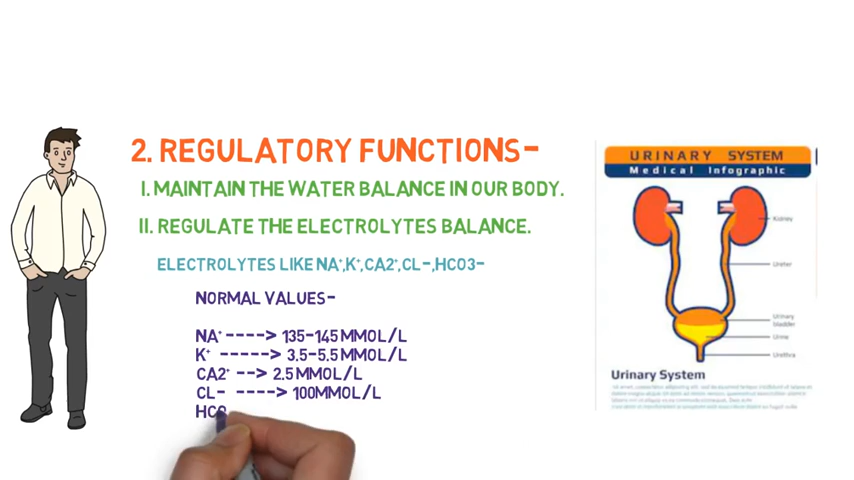 2. REGULATORY FUNCTIONS-
I. MAINTAIN THE WATER BALANCE IN OUR BODY.
II. REGULATE THE ELECTROLYTES BALANCE.
ELECTROLYTES LIKE NA⁺,K⁺,CA2⁺,CL-,HCO3-
NORMAL VALUES-
NA⁺ ----> 135-145 MMOL/L
K⁺ -----> 3.5-5.5 MMOL/L
CA2⁺ --> 2.5 MMOL/L
CL- ----> 100MMOL/L
HCO
URINARY SYSTEM
Medical Infographic
Kidney
Ureter
Urinary
bladder
Urine
Urethra
Urinary System